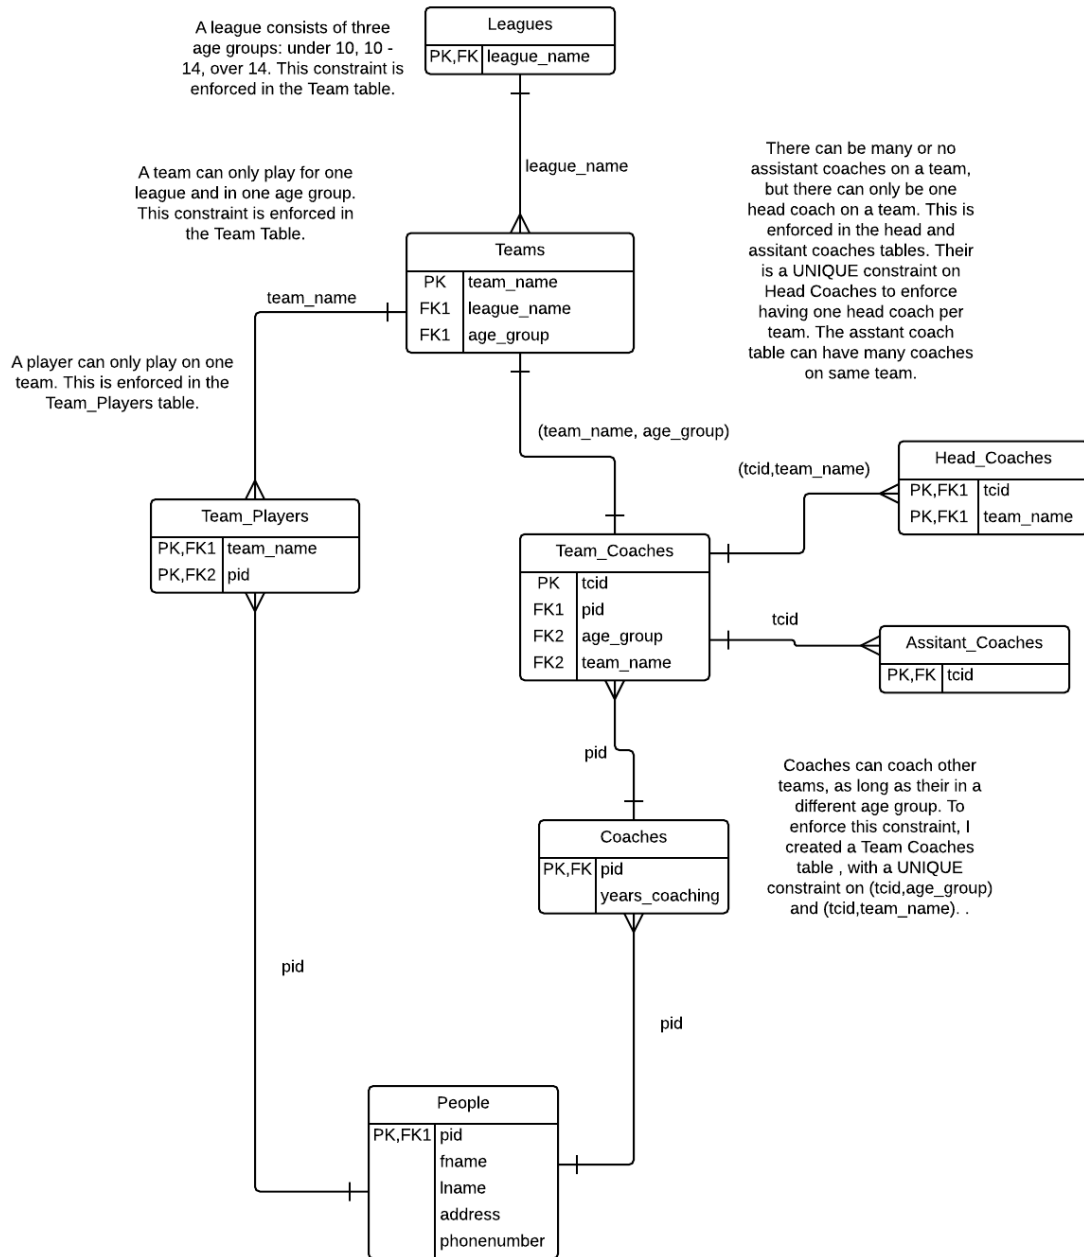 A league consists of three
age groups: under 10, 10 -
14, over 14. This constraint is
enforced in the Team table.
Leagues
PK,FK league_name
league_name
A team can only play for one
league and in one age group.
This constraint is enforced in
the Team Table.
There can be many or no
assistant coaches on a team,
but there can only be one
head coach on a team. This is
enforced in the head and
assitant coaches tables. Their
is a UNIQUE constraint on
Head Coaches to enforce
having one head coach per
team. The asstant coach
table can have many coaches
on same team.
Teams
PK team_name
FK1 league_name
FK1 age_group
team_name
A player can only play on one
team. This is enforced in the
Team_Players table.
(team_name, age_group)
(tcid,team_name)
Head_Coaches
PK,FK1 tcid
PK,FK1 team_name
Team_Players
PK,FK1 team_name
PK,FK2 pid
Team_Coaches
PK tcid
FK1 pid
FK2 age_group
FK2 team_name
tcid
Assitant_Coaches
PK,FK tcid
pid
Coaches can coach other
teams, as long as their in a
different age group. To
enforce this constraint, I
created a Team Coaches
table , with a UNIQUE
constraint on (tcid,age_group)
and (tcid,team_name). .
Coaches
PK,FK pid
years_coaching
pid
pid
People
PK,FK1 pid
fname
lname
address
phonenumber